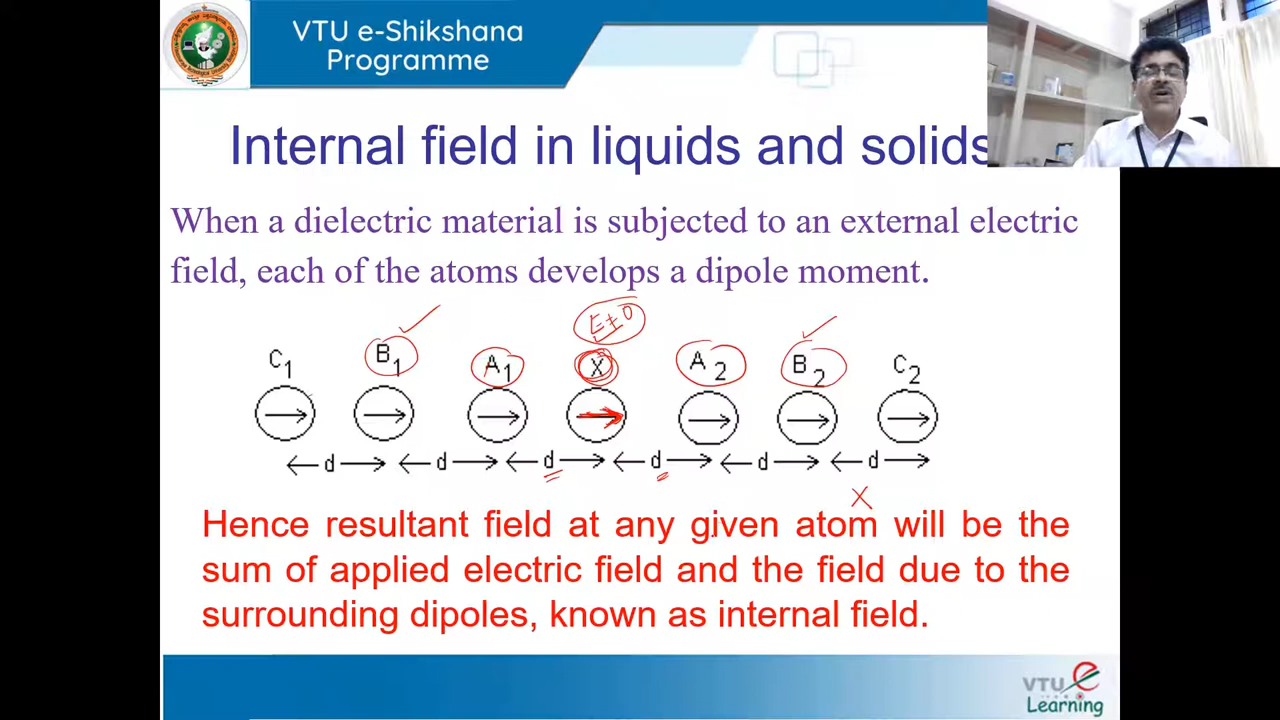 VTU e-Shikshana
Programme
Internal field in liquids and solids
When a dielectric material is subjected to an external electric
field, each of the atoms develops a dipole moment.
E≠0
C1 B1 A1 X A2 B2 C2
d d d d d d
X
Hence resultant field at any given atom will be the
sum of applied electric field and the field due to the
surrounding dipoles, known as internal field.
VTU e
Learning